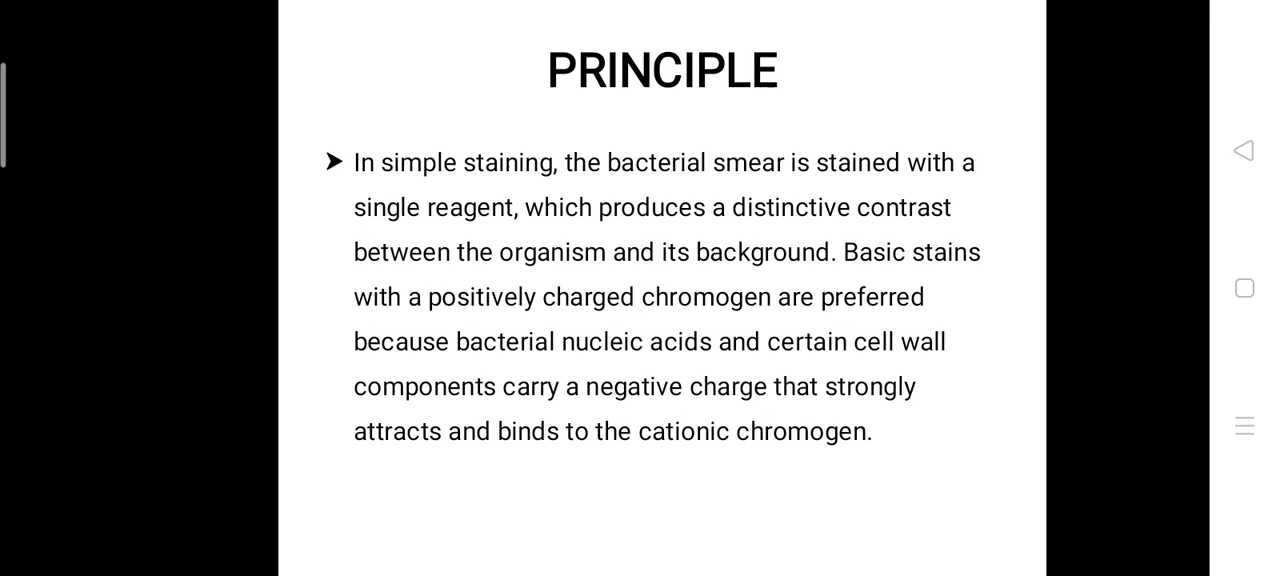 PRINCIPLE
➤ In simple staining, the bacterial smear is stained with a
single reagent, which produces a distinctive contrast
between the organism and its background. Basic stains
with a positively charged chromogen are preferred
because bacterial nucleic acids and certain cell wall
components carry a negative charge that strongly
attracts and binds to the cationic chromogen.